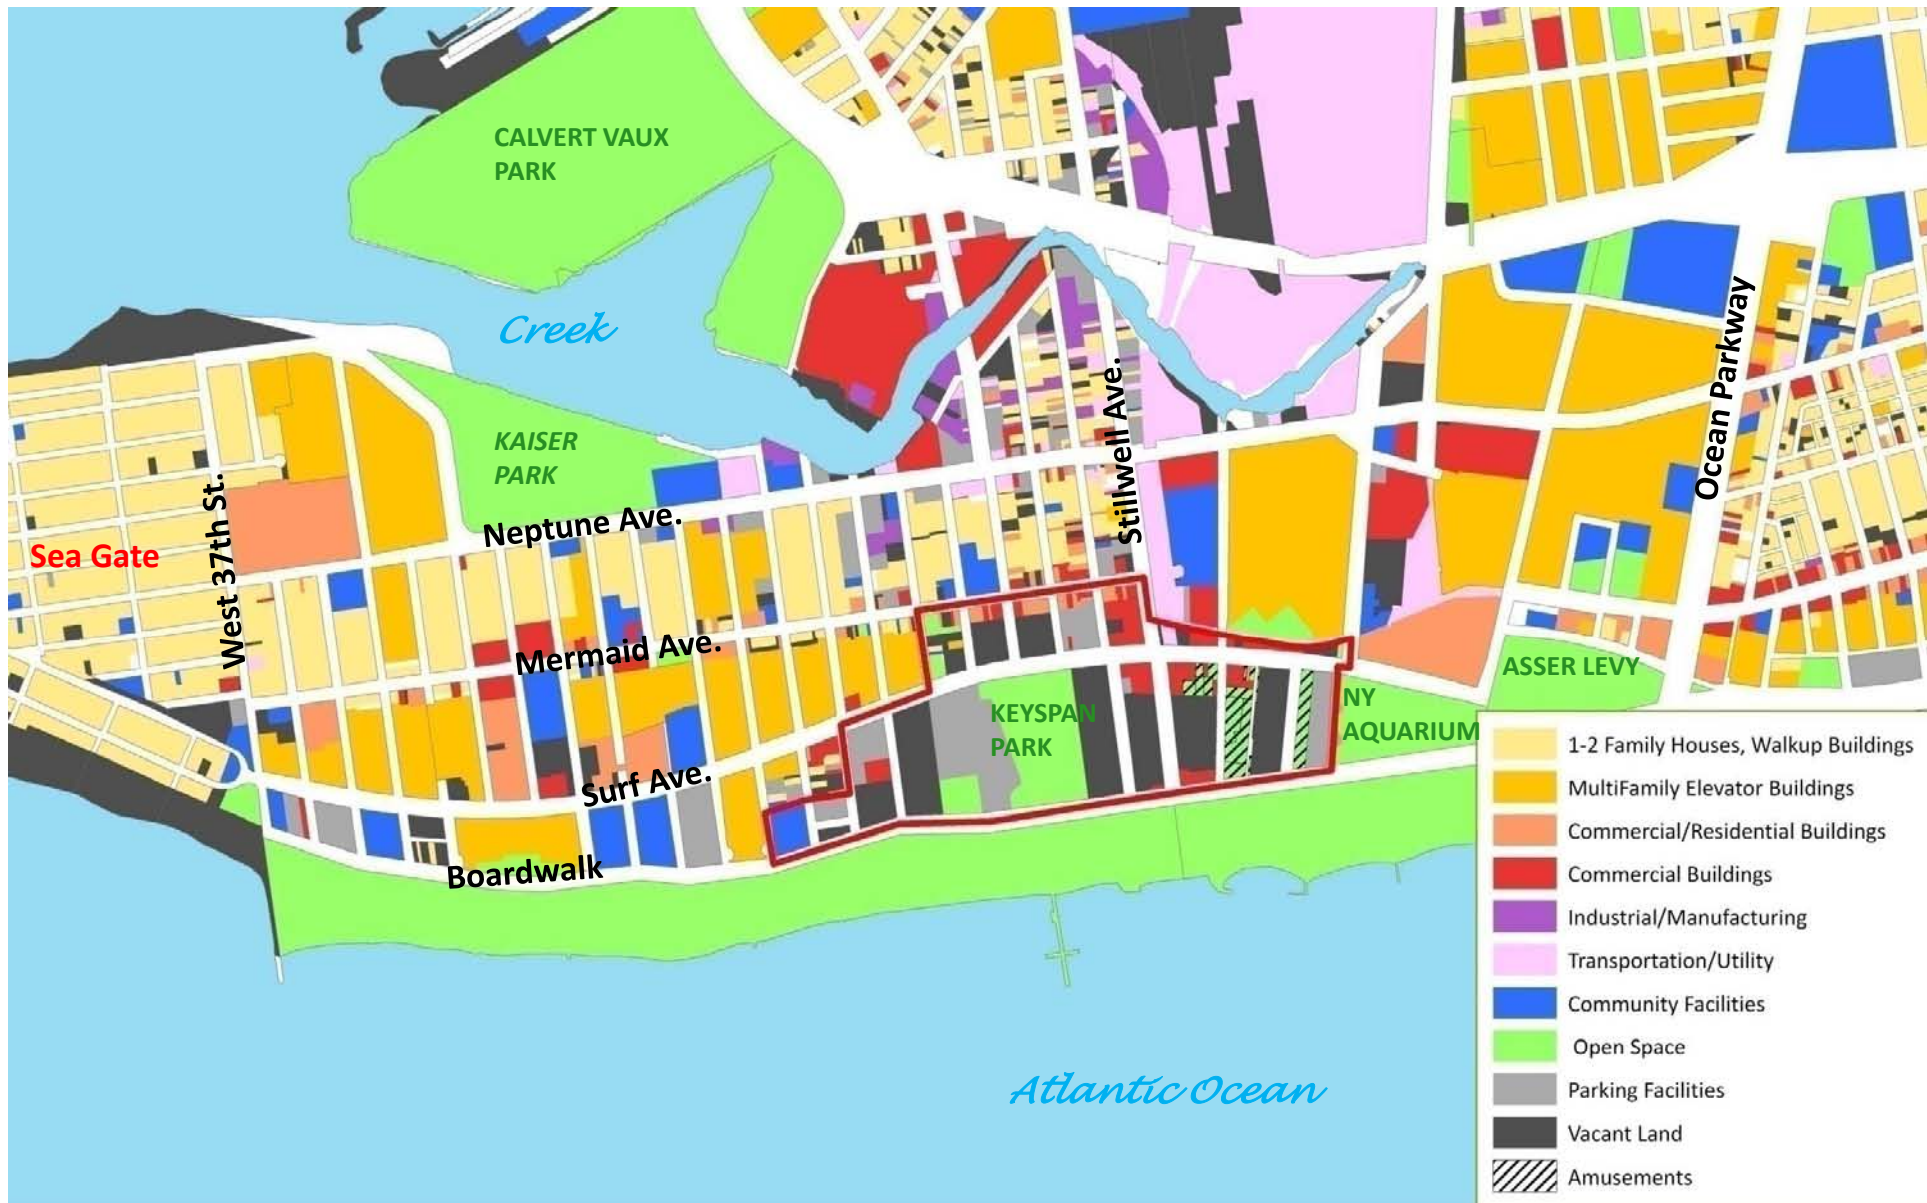 CALVERT VAUX
PARK
Creek
KAISER
PARK
Sea Gate
West 37th St.
Neptune Ave.
Stillwell Ave.
Ocean Parkway
Mermaid Ave.
Surf Ave.
Boardwalk
KEYSPAN
PARK
NY
AQUARIUM
ASSER LEVY
Atlantic Ocean
1-2 Family Houses, Walkup Buildings
MultiFamily Elevator Buildings
Commercial/Residential Buildings
Commercial Buildings
Industrial/Manufacturing
Transportation/Utility
Community Facilities
Open Space
Parking Facilities
Vacant Land
Amusements